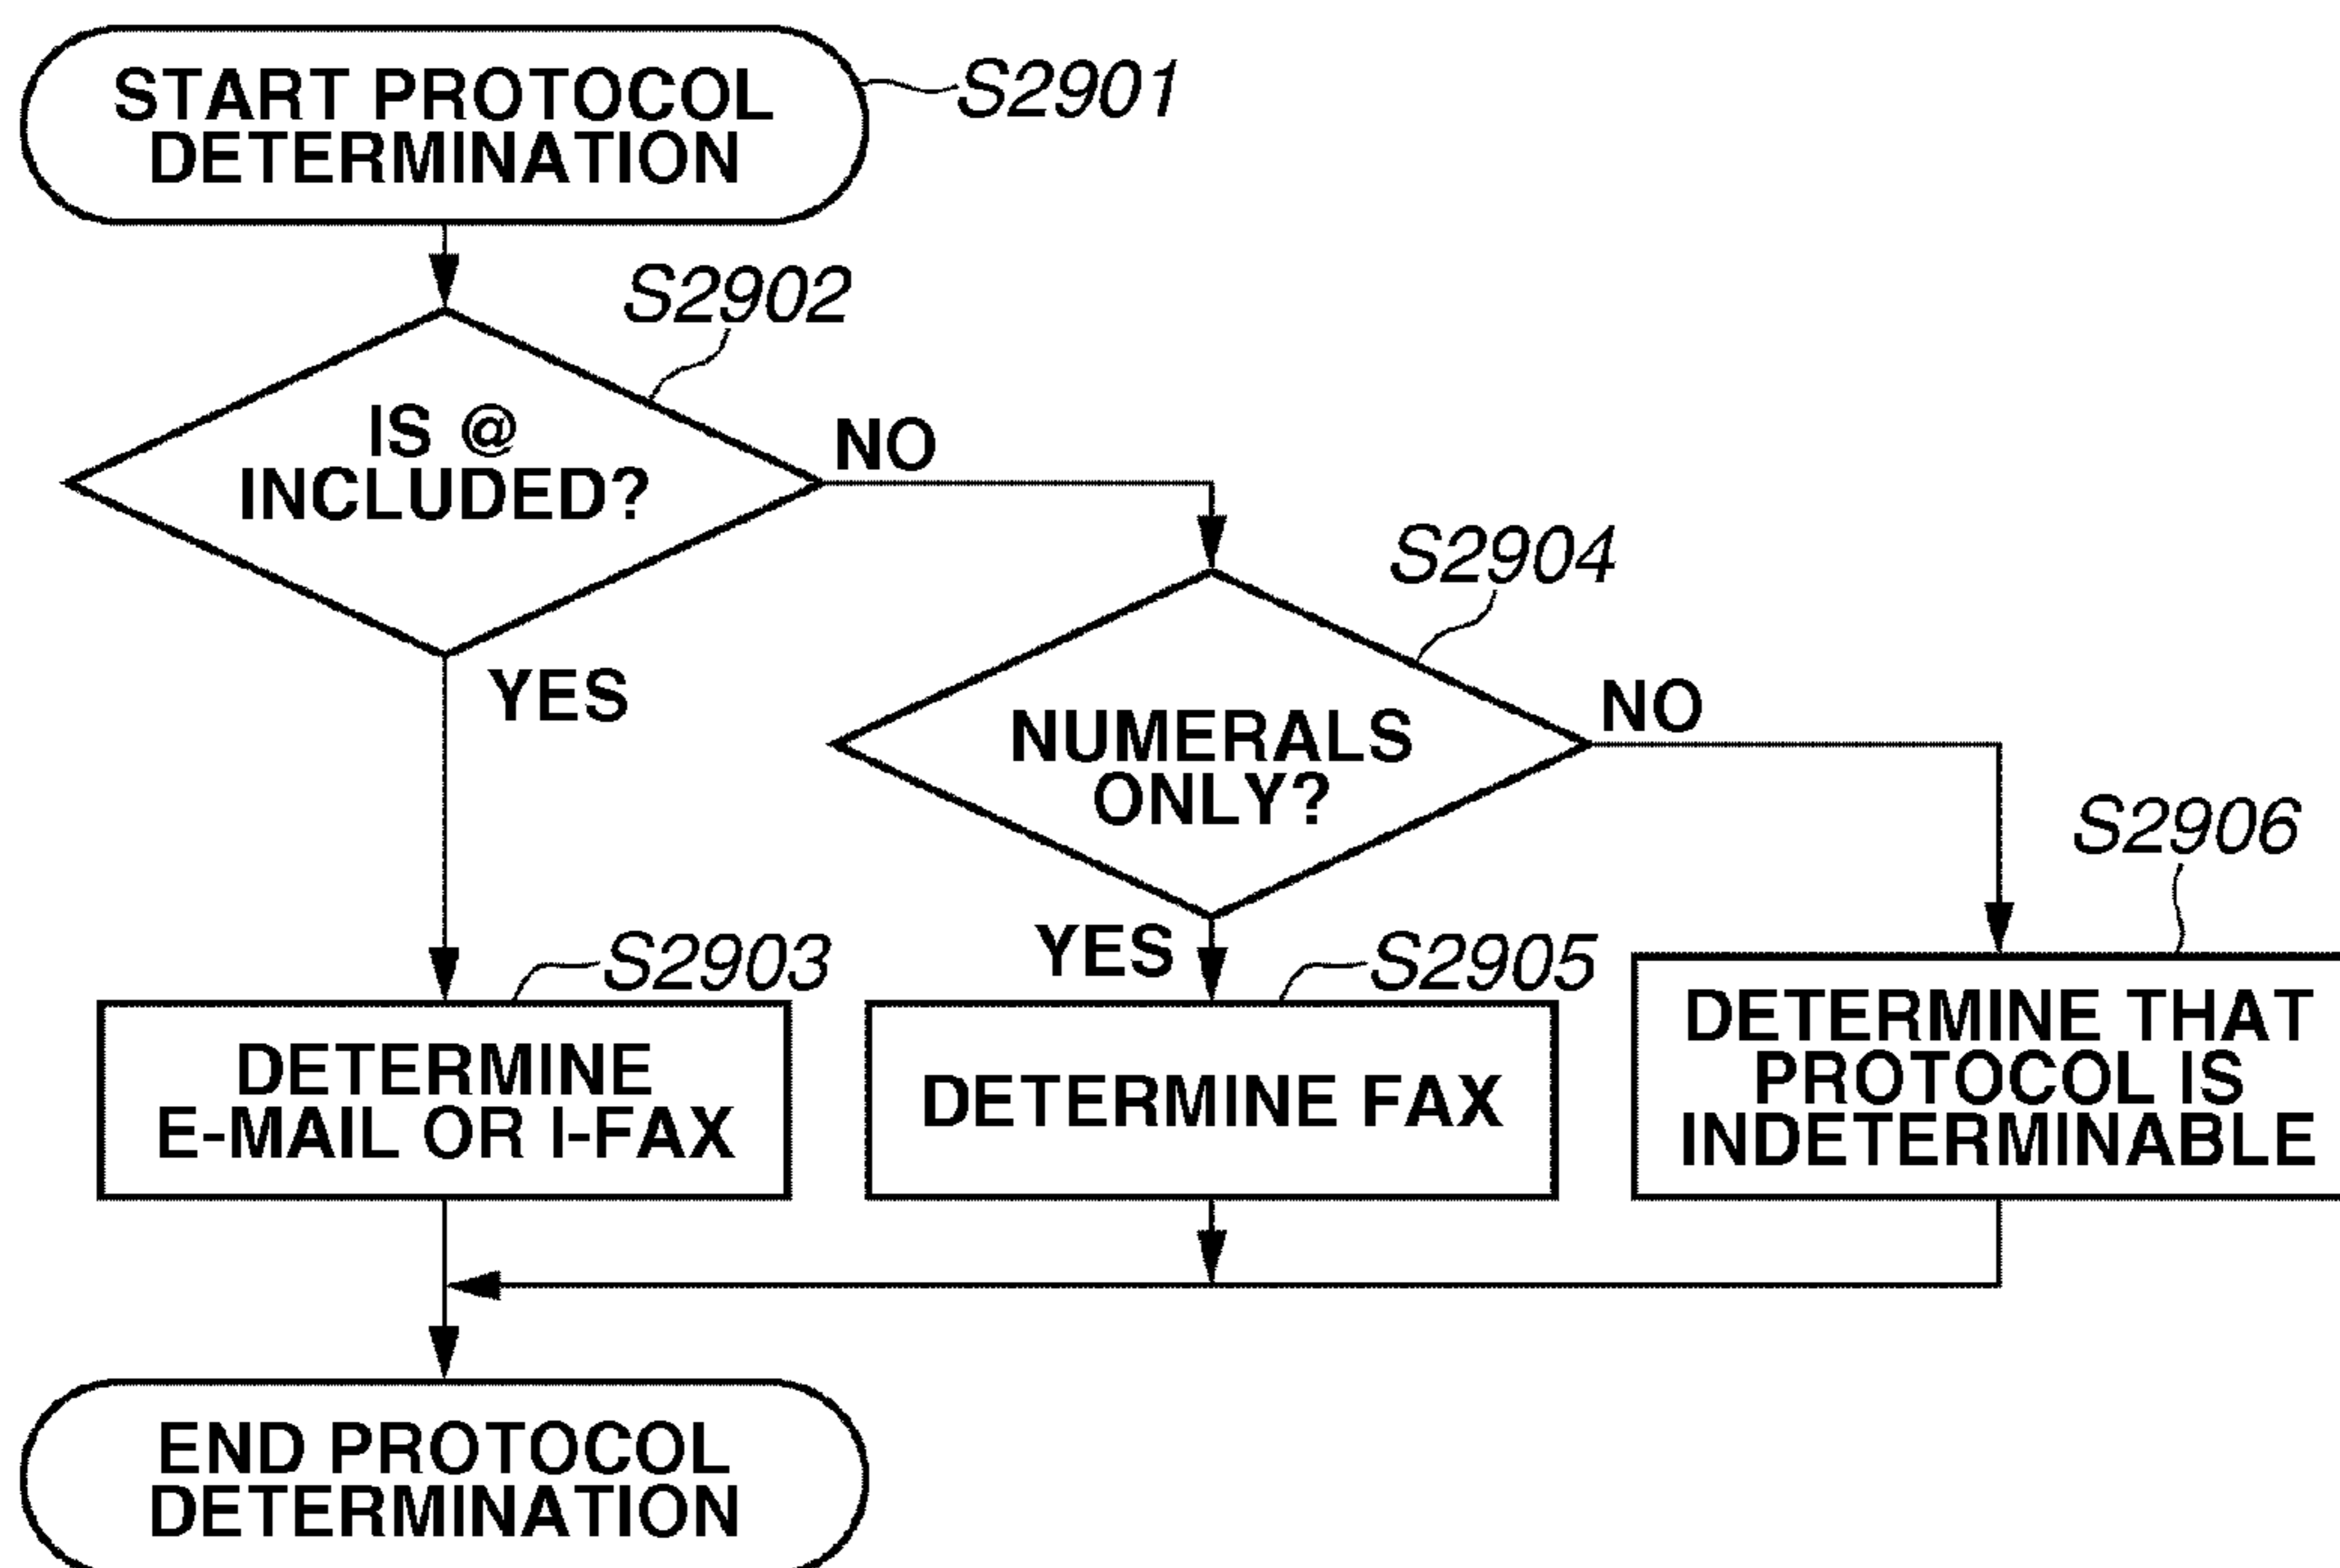 START PROTOCOL
DETERMINATION
S2901
S2902
IS @
INCLUDED?
NO
YES
S2904
NUMERALS
ONLY?
NO
YES
S2906
S2903
DETERMINE
E-MAIL OR I-FAX
S2905
DETERMINE FAX
DETERMINE THAT
PROTOCOL IS
INDETERMINABLE
END PROTOCOL
DETERMINATION